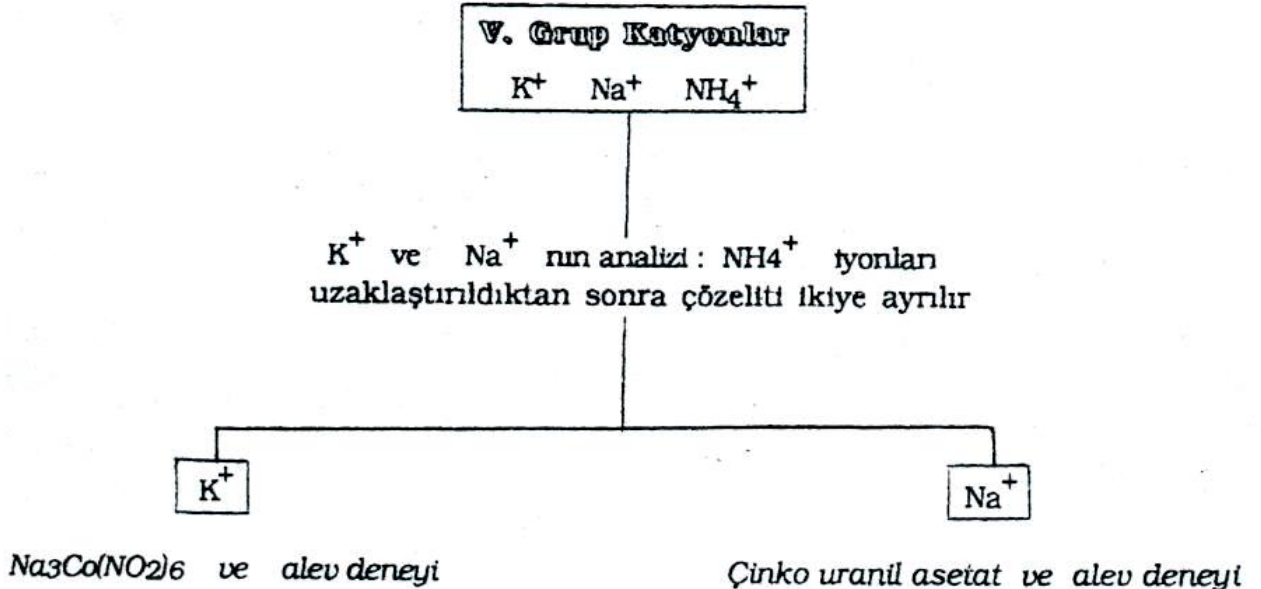 V. Grup Katyonlar
K+ Na+ NH4+
K+ ve Na+ nın analizi : NH4+ iyonları
uzaklaştırıldıktan sonra çözeliti ikiye ayrılır
K+
Na+
Na3Co(NO2)6 ve alev deneyi
Çinko uranil asetat ve alev deneyi